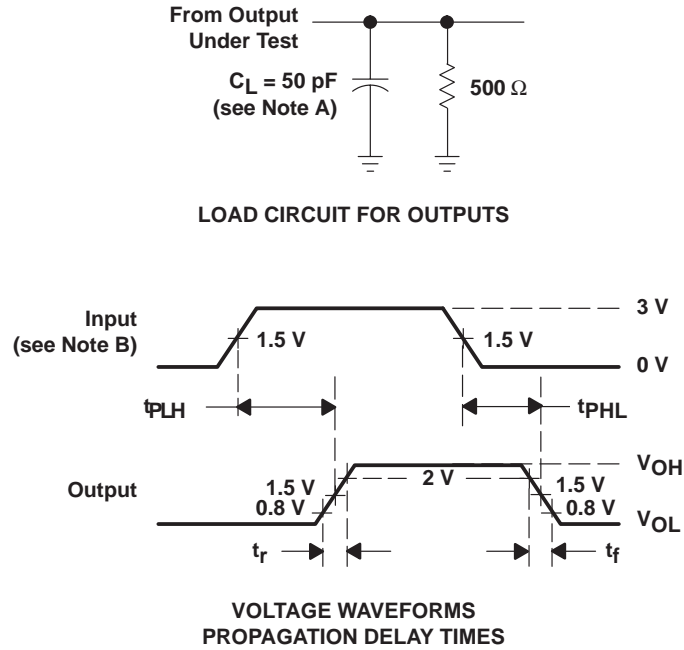 From Output
Under Test
CL = 50 pF
(see Note A)
500 Ω
LOAD CIRCUIT FOR OUTPUTS
Input
(see Note B)
1.5 V
1.5 V
3 V
0 V
tPLH
tPHL
Output
1.5 V
0.8 V
2 V
1.5 V
0.8 V
VOH
VOL
tr
tf
VOLTAGE WAVEFORMS
PROPAGATION DELAY TIMES